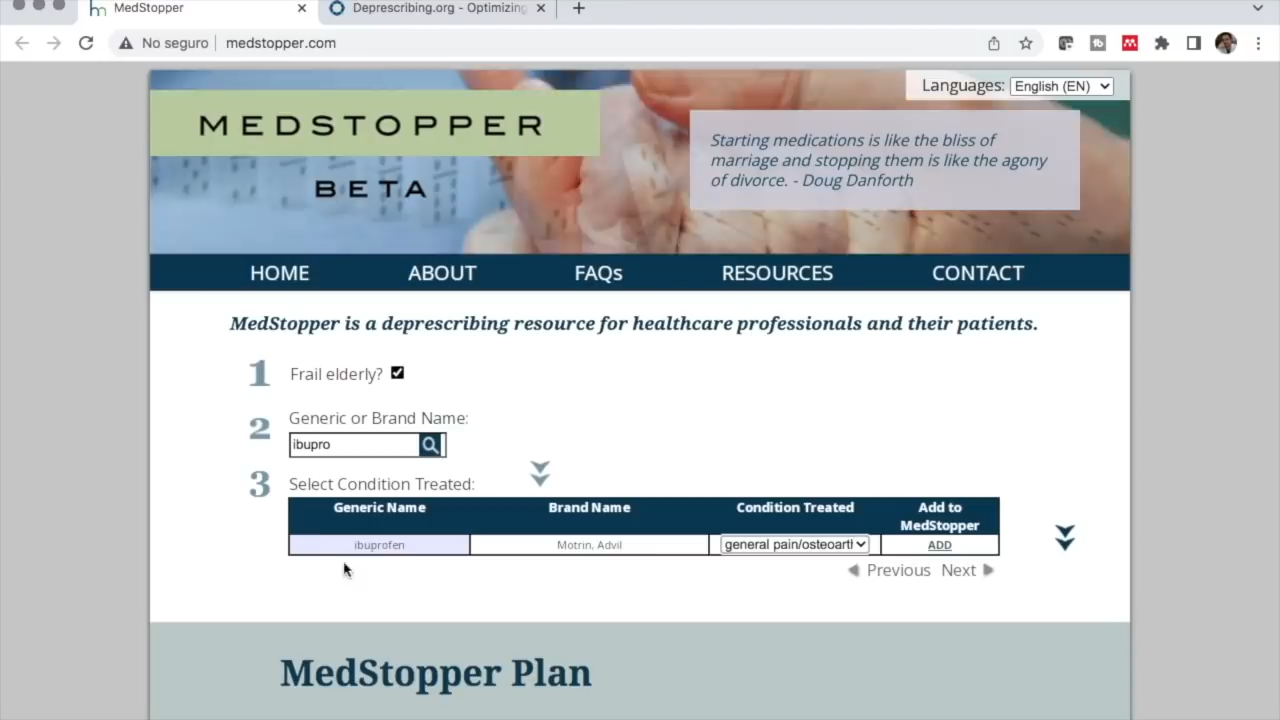 MedStopper
Deprescribing.org - Optimizing
No seguro
medstopper.com
Languages: English (EN)
MEDSTOPPER
BETA
Starting medications is like the bliss of
marriage and stopping them is like the agony
of divorce. - Doug Danforth
HOME ABOUT FAQs RESOURCES CONTACT
MedStopper is a deprescribing resource for healthcare professionals and their patients.
1 Frail elderly?
2 Generic or Brand Name:
ibupro
3 Select Condition Treated:
Generic Name Brand Name Condition Treated Add to
MedStopper
ibuprofen Motrin, Advil general pain/osteoart ADD
Previous Next
MedStopper Plan